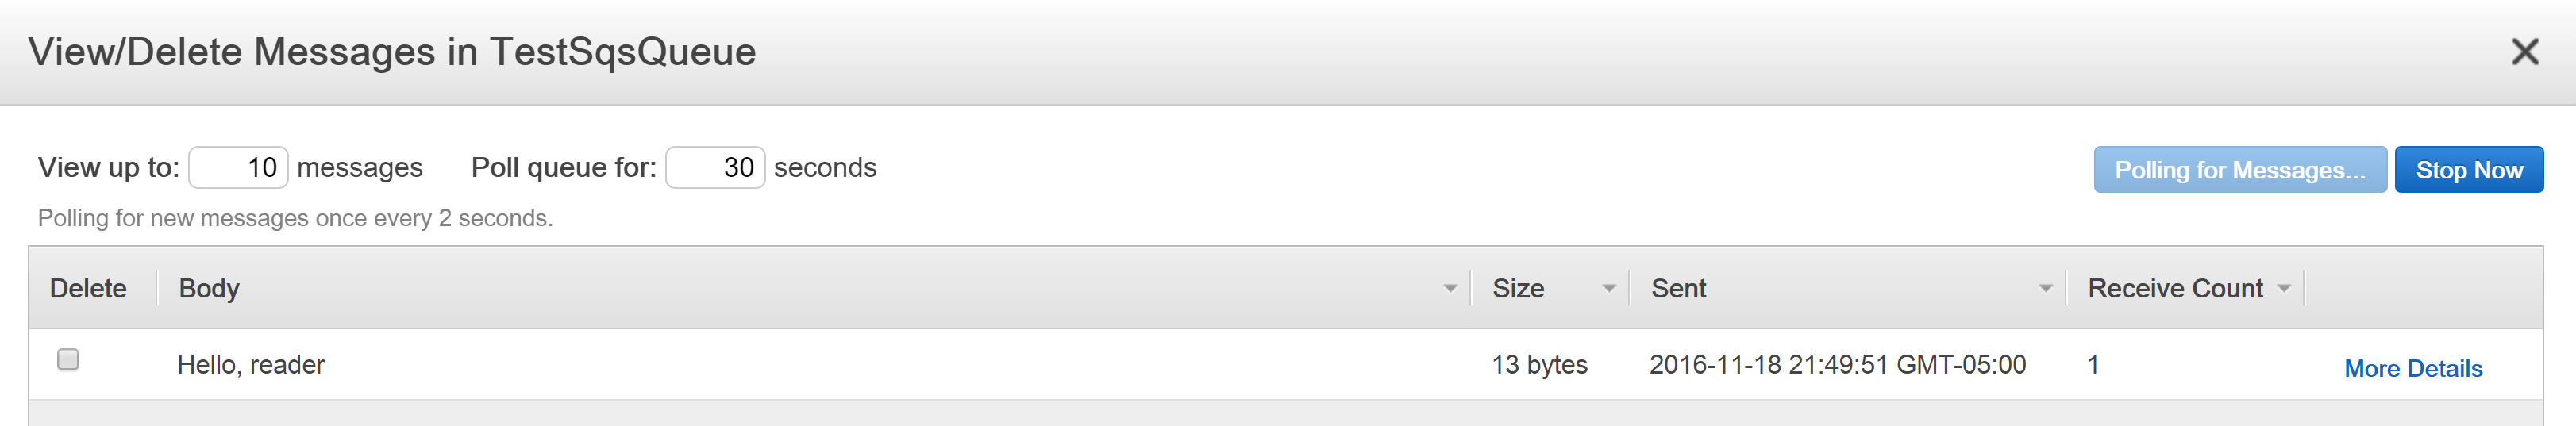 View/Delete Messages in TestSqsQueue
View up to: 10 messages Poll queue for: 30 seconds Polling for Messages... Stop Now
Polling for new messages once every 2 seconds.
Delete Body Size Sent Receive Count
Hello, reader 13 bytes 2016-11-18 21:49:51 GMT-05:00 1 More Details